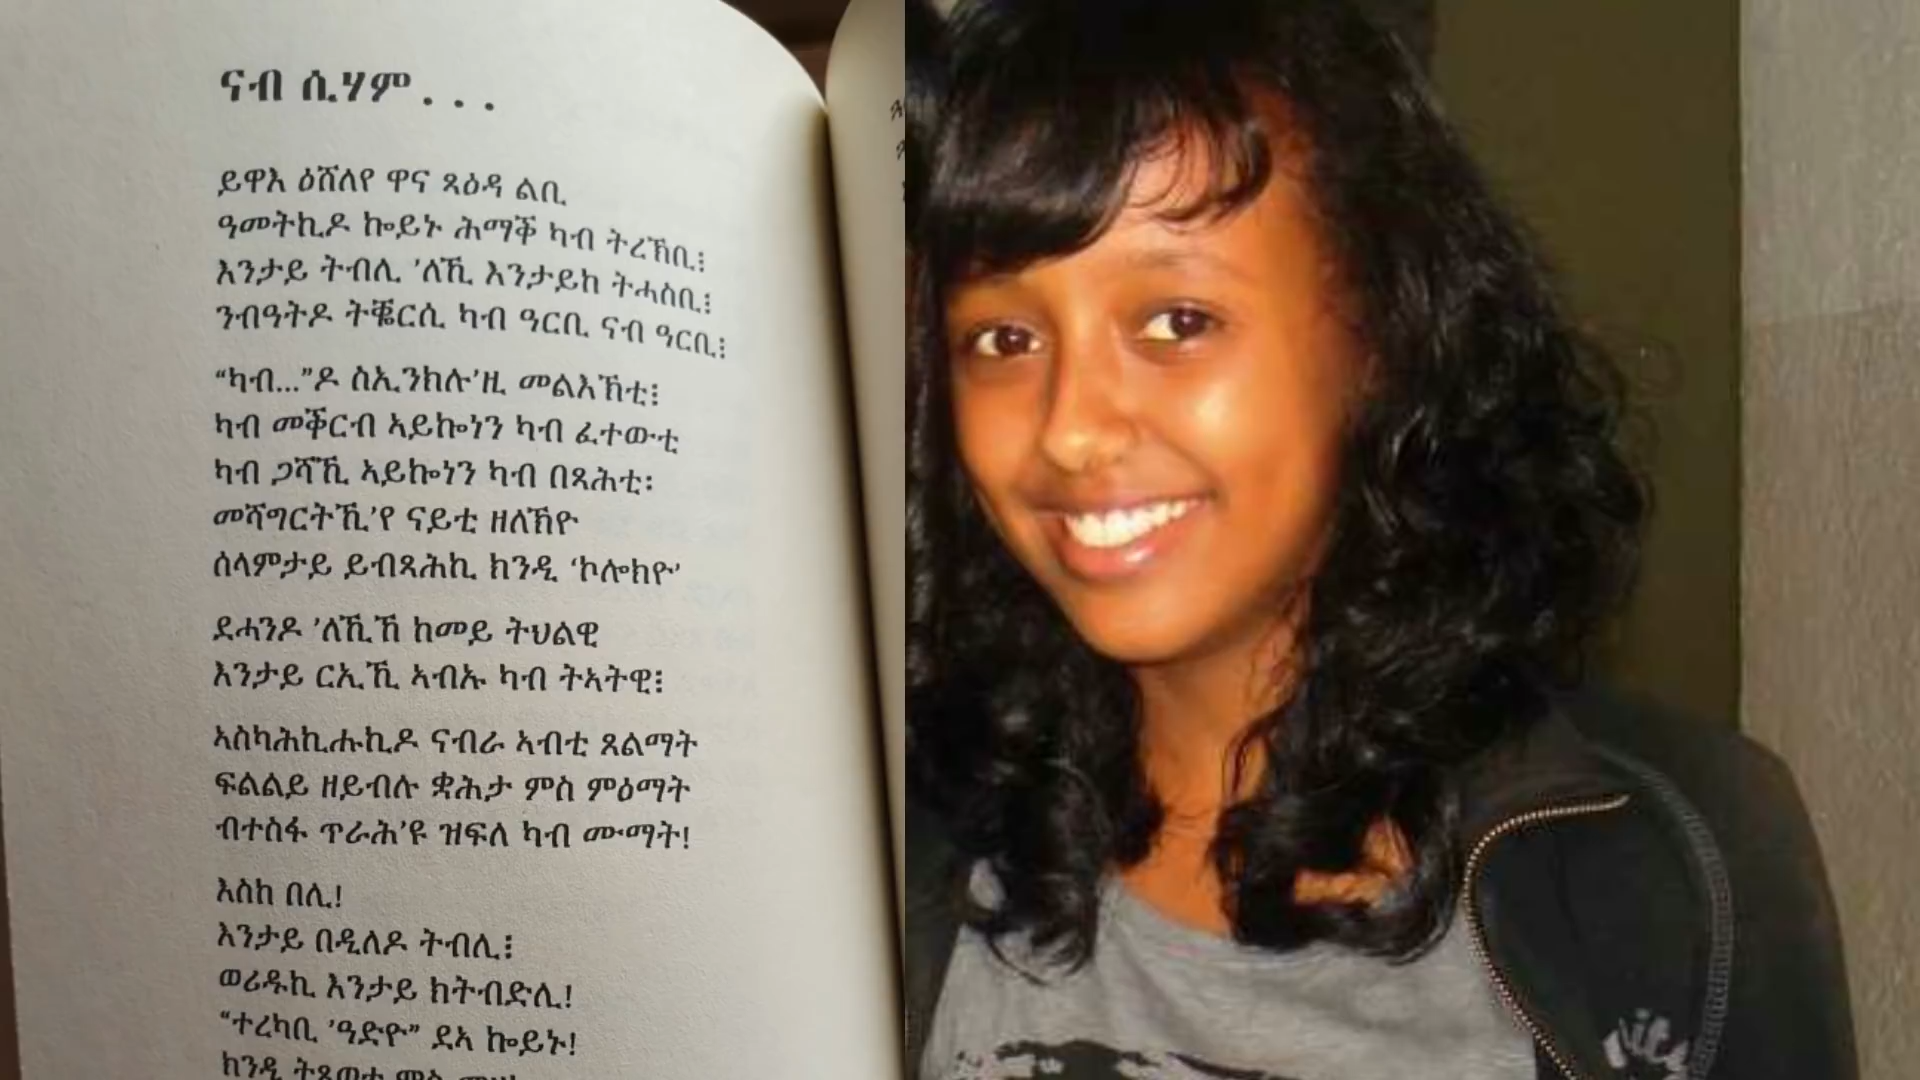 ናብ ሲሃም...
ይዋእ ዕሸለየ ዋና ጻዕዳ ልቢ
ዓመትኪዶ ኰይኑ ሕማቕ ካብ ትረኽቢ፧
እንታይ ትብሊ ’ለኺ እንታይከ ትሓስቢ፧
ንብዓትዶ ትቘርሲ ካብ ዓርቢ ናብ ዓርቢ፧
“ካብ...”ዶ ስኢንክሉ’ዚ መልእኽቲ፧
ካብ መቕርብ ኣይኰነን ካብ ፈተውቲ
ካብ ጋሻኺ ኣይኰነን ካብ በጻሕቲ፡
መሻግርትኺ’የ ናይቲ ዘለኽዮ
ሰላምታይ ይብጻሕኪ ክንዲ ‘ኮሎክዮ’
ደሓንዶ ’ለኺኸ ከመይ ትህልዊ
እንታይ ርኢኺ ኣብኡ ካብ ትኣትዊ፧
ኣስካሕኪሑኪዶ ናብራ ኣብቲ ጸልማት
ፍልልይ ዘይብሉ ቋሕታ ምስ ምዕማት
ብተስፋ ጥራሕ’ዩ ዝፍለ ካብ ሙማት!
እስከ በሊ!
እንታይ በዲለዶ ትብሊ፧
ወሪዱኪ እንታይ ክትብድሊ!
“ተረካቢ ’ዓድዮ” ደኣ ኰይኑ!
ክንዲ